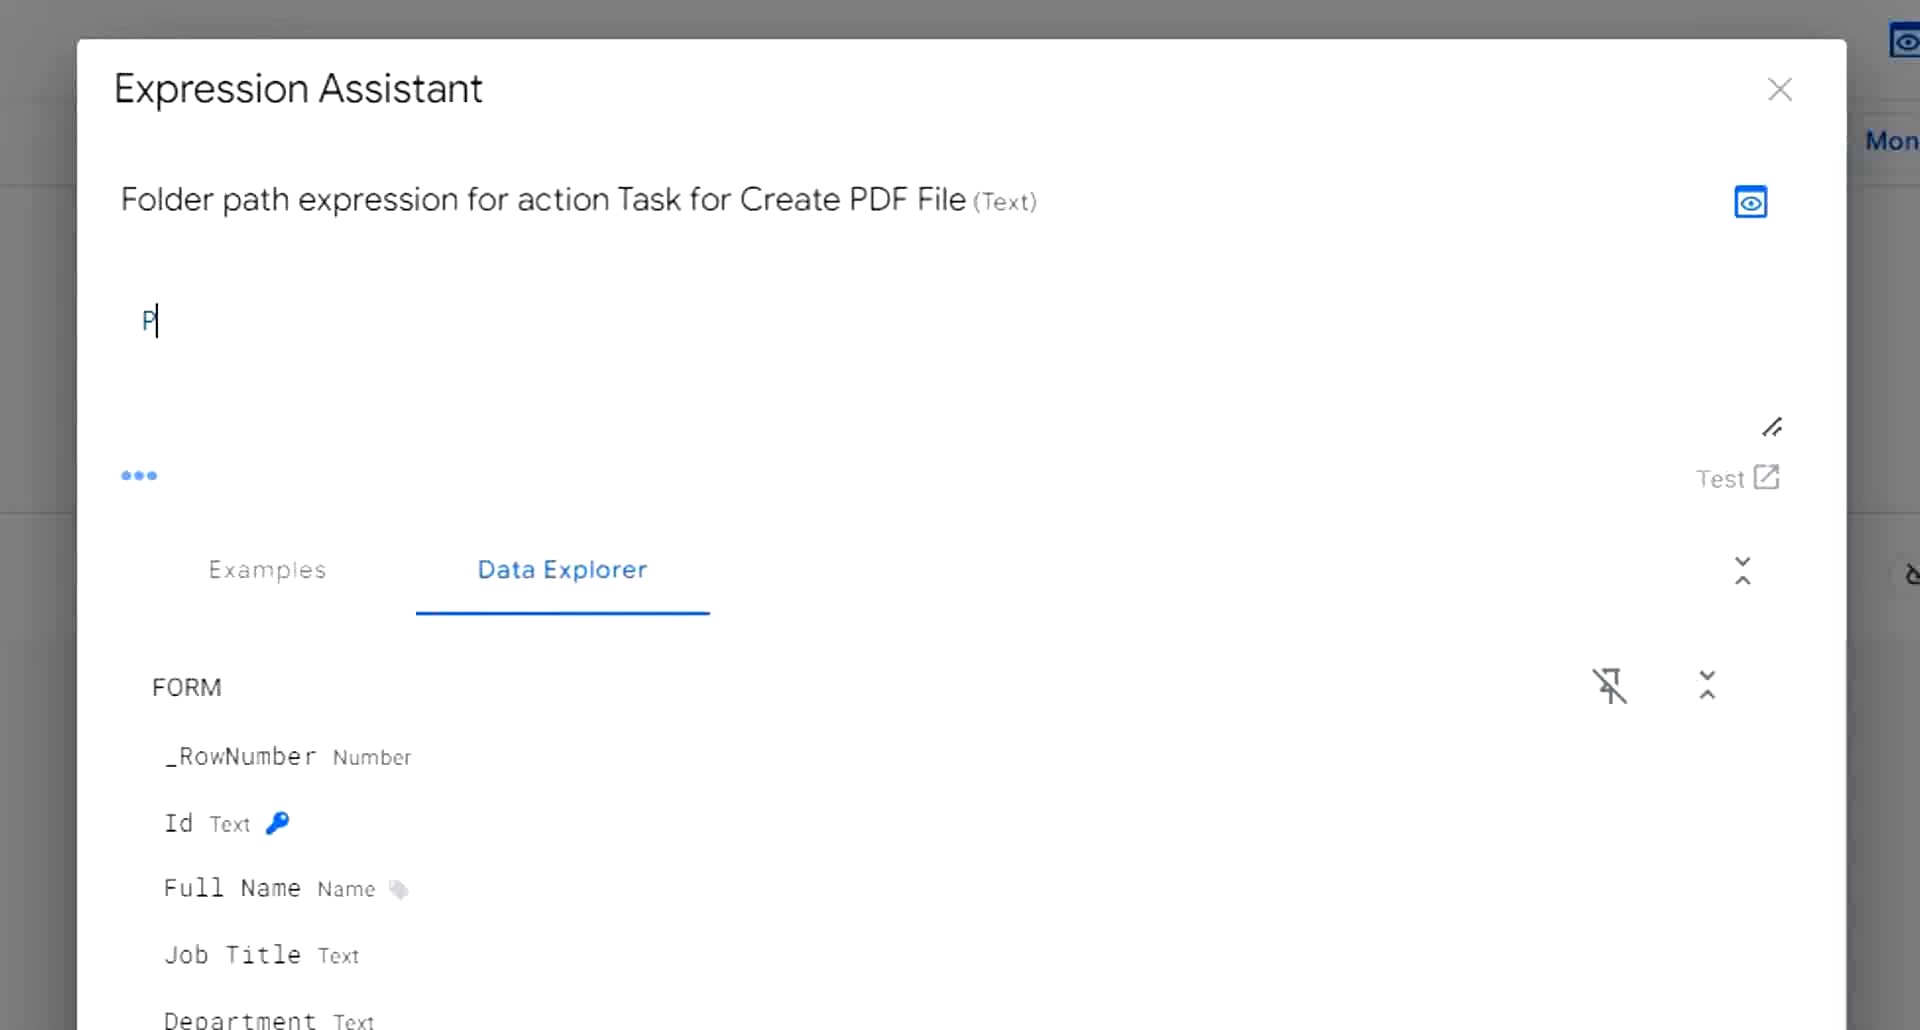 Expression Assistant
Mon
Folder path expression for action Task for Create PDF File (Text)
P
Test
Examples Data Explorer
FORM
_RowNumber Number
Id Text
Full Name Name
Job Title Text
Department Text